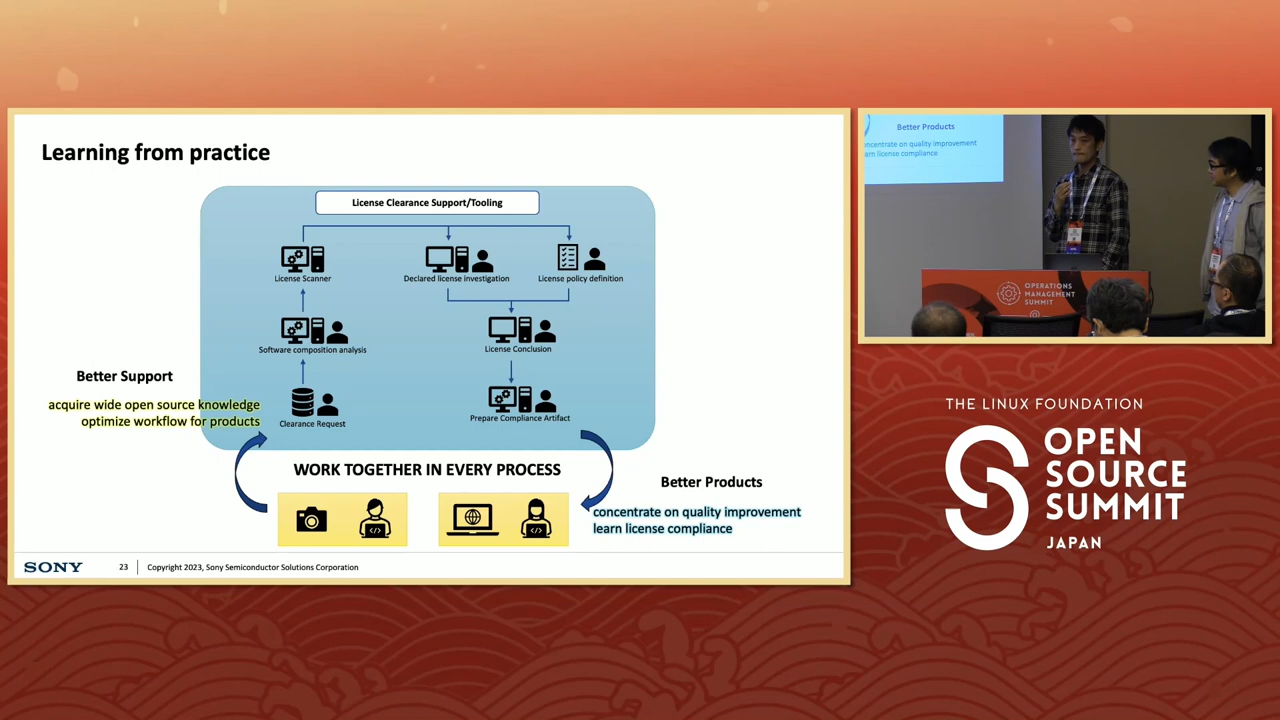 Learning from practice
License Clearance Support/Tooling
License Scanner
Declared license investigation
License policy definition
Software composition analysis
License Conclusion
Clearance Request
Prepare Compliance Artifact
Better Support
acquire wide open source knowledge
optimize workflow for products
WORK TOGETHER IN EVERY PROCESS
Better Products
concentrate on quality improvement
learn license compliance
SONY
23
Copyright 2023, Sony Semiconductor Solutions Corporation
Better Products
ncentrate on quality improvement
arn license compliance
OPERATIONS
MANAGEMENT
SUMMIT
THE LINUX FOUNDATION
OPEN
SOURCE
SUMMIT
JAPAN